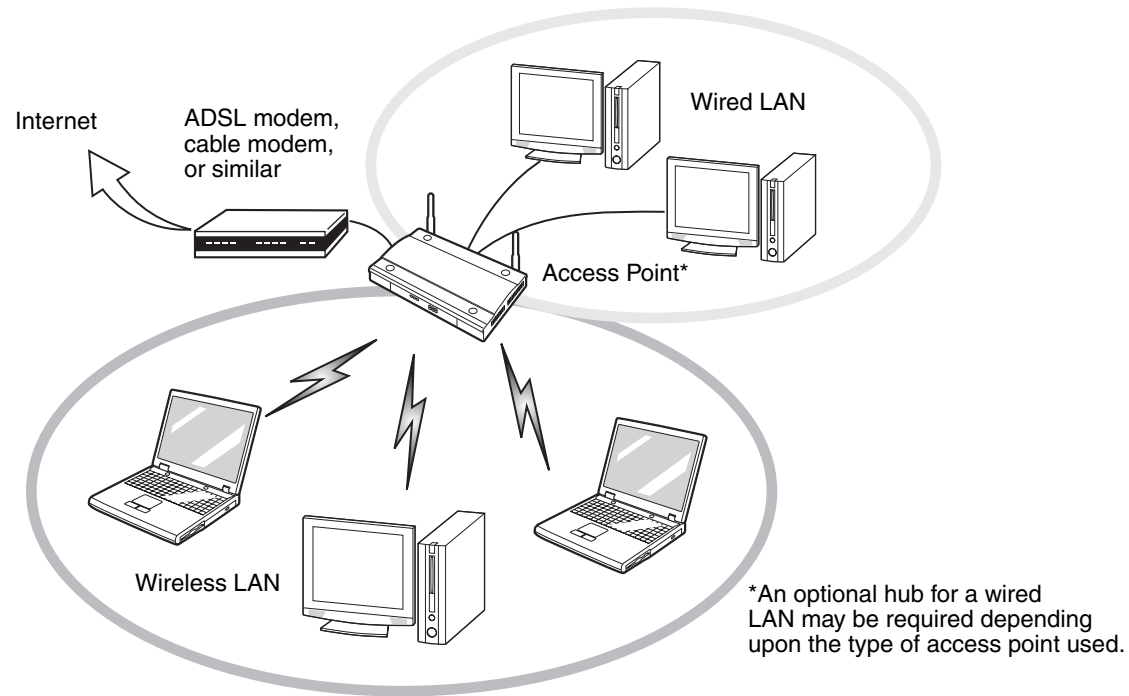 Internet
ADSL modem,
cable modem,
or similar
Wired LAN
Access Point*
Wireless LAN
*An optional hub for a wired
LAN may be required depending
upon the type of access point used.